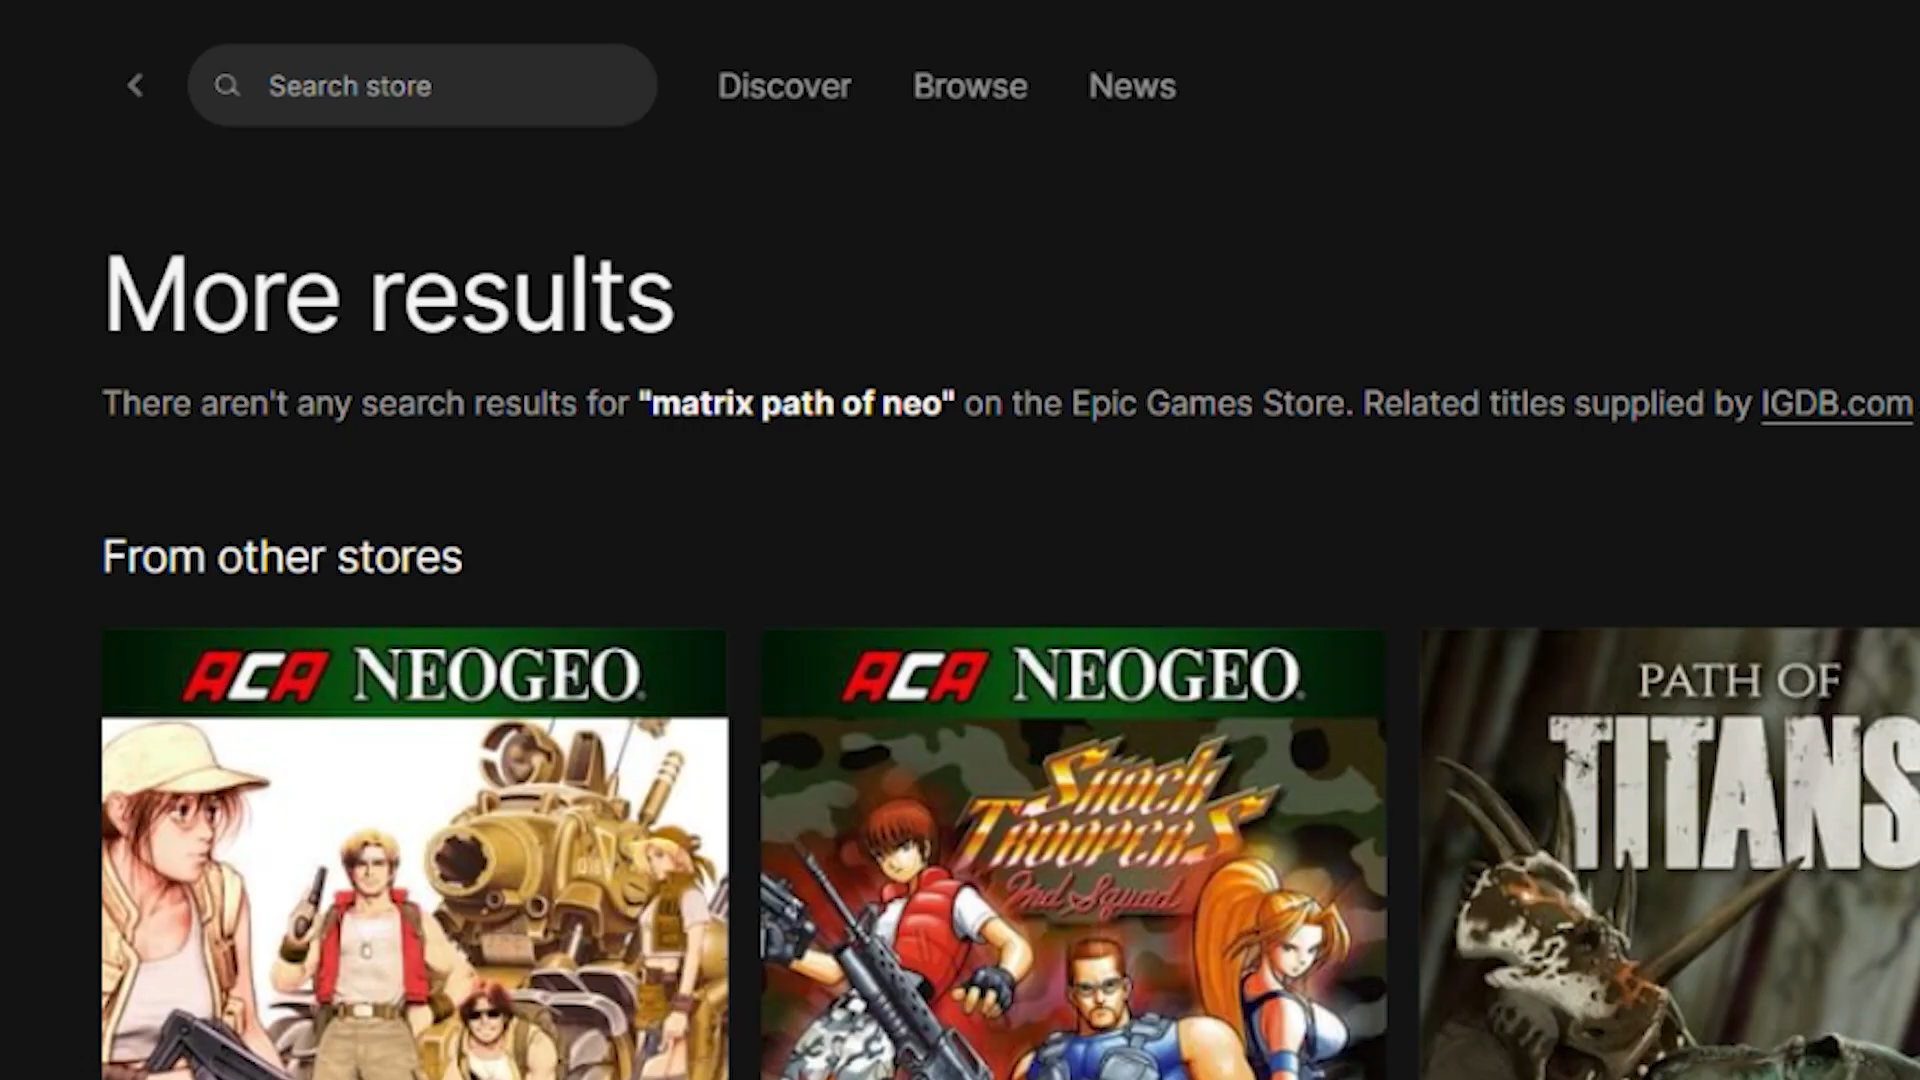 Search store
Discover
Browse
News
More results
There aren't any search results for "matrix path of neo" on the Epic Games Store. Related titles supplied by IGDB.com
From other stores
ACA NEOGEO
ACA NEOGEO
PATH OF
TITANS
SHOCK
TROOPERS
2nd Squad